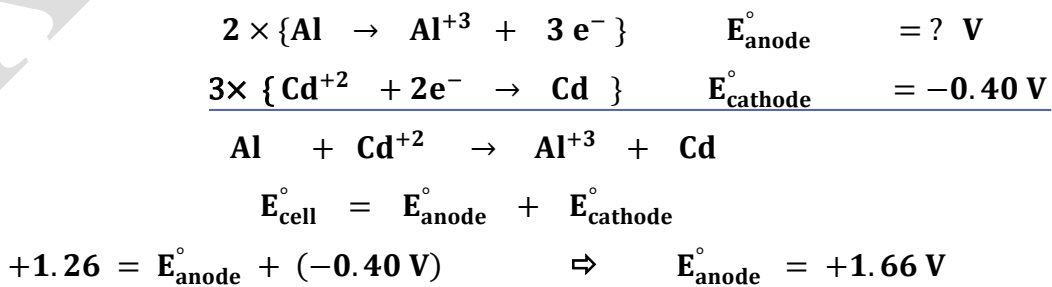 2 × {Al → Al⁺³ + 3 e⁻ } E°anode = ? V
3× { Cd⁺² + 2e⁻ → Cd } E°cathode = −0.40 V
Al + Cd⁺² → Al⁺³ + Cd
E°cell = E°anode + E°cathode
+1.26 = E°anode + (−0.40 V) ⇨ E°anode = +1.66 V